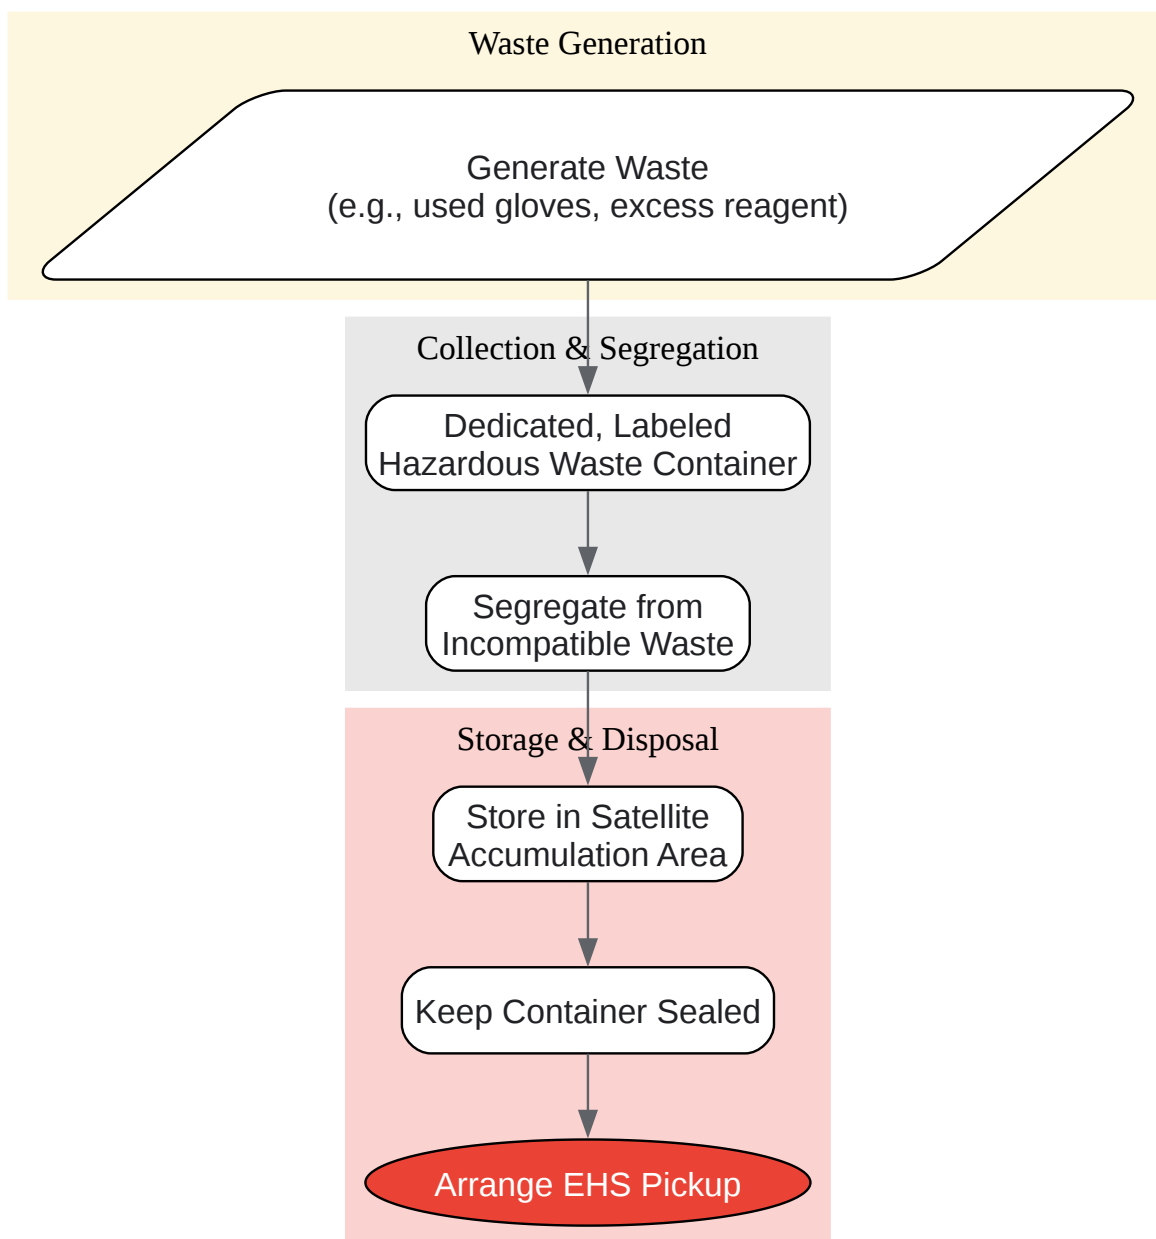 Waste Generation
Generate Waste
(e.g., used gloves, excess reagent)
Collection & Segregation
Dedicated, Labeled
Hazardous Waste Container
Segregate from
Incompatible Waste
Storage & Disposal
Store in Satellite
Accumulation Area
Keep Container Sealed
Arrange EHS Pickup